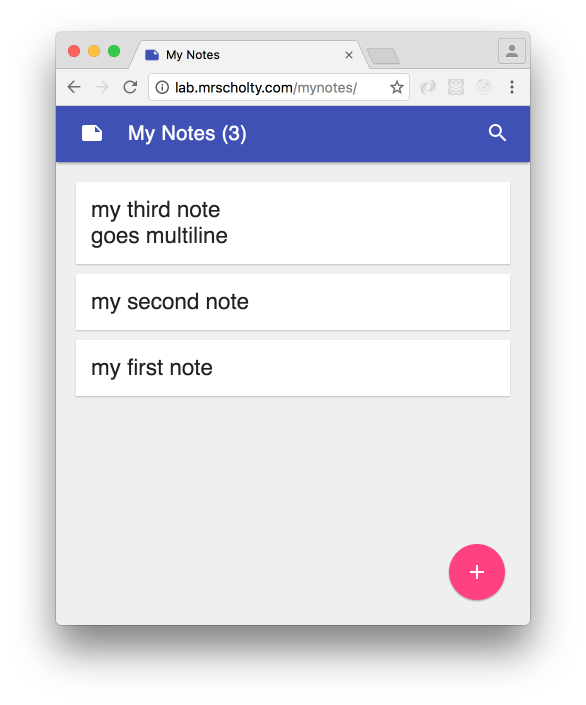 My Notes
lab.mrscholty.com/mynotes/
My Notes (3)
my third note
goes multiline
my second note
my first note